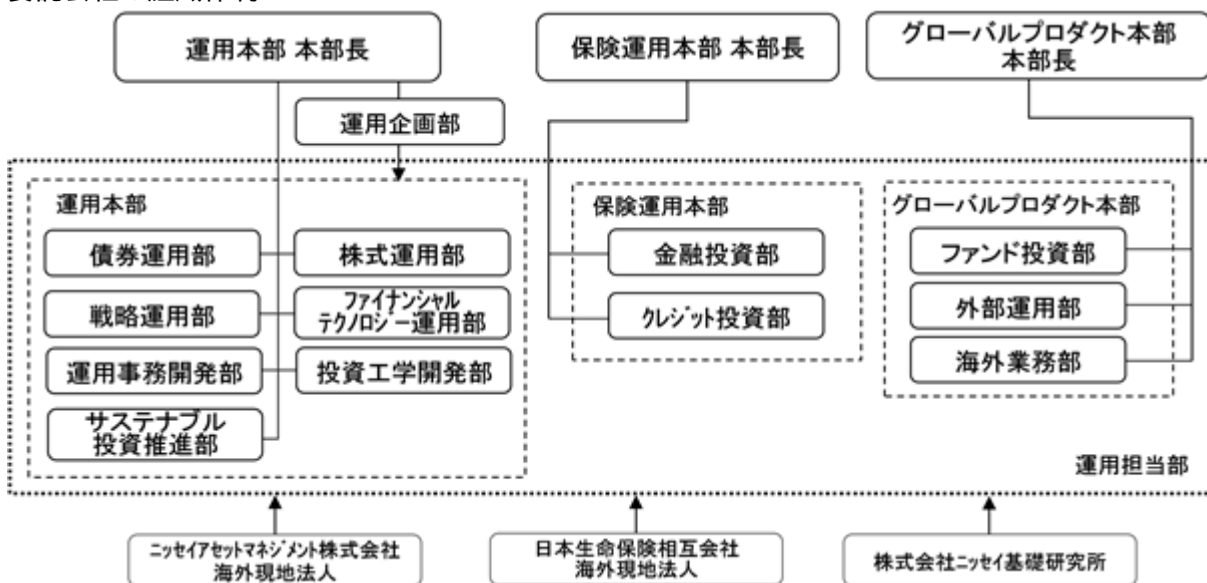 運用本部 本部長
保険運用本部 本部長
グローバルプロダクト本部
本部長
運用企画部
運用本部
債券運用部
株式運用部
戦略運用部
ファイナンシャル
テクノロジー運用部
運用事務開発部
投資工学開発部
サステナブル
投資推進部
保険運用本部
金融投資部
クレジット投資部
グローバルプロダクト本部
ファンド投資部
外部運用部
海外業務部
運用担当部
ニッセイアセットマネジメント株式会社
海外現地法人
日本生命保険相互会社
海外現地法人
株式会社ニッセイ基礎研究所